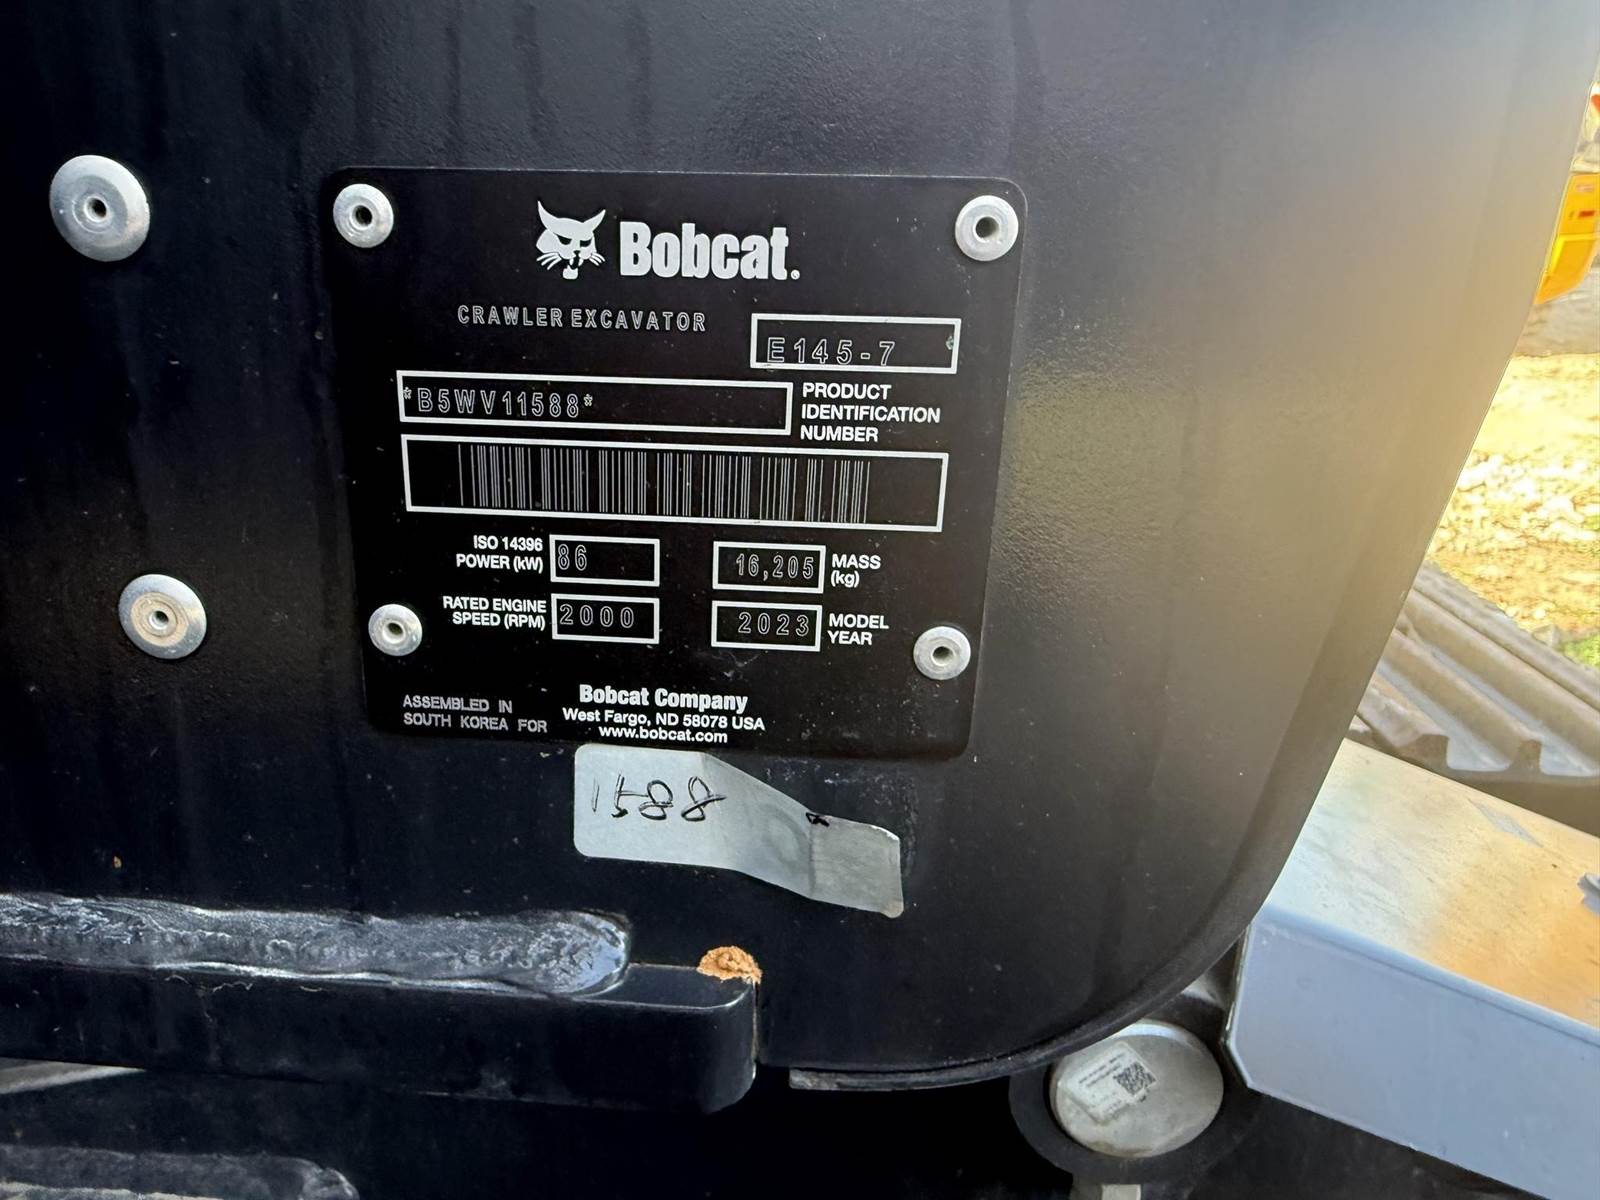 Bobcat.
CRAWLER EXCAVATOR
E145-7
*B5WV11588*
PRODUCT
IDENTIFICATION
NUMBER
ISO 14396
POWER (kW)
86
16,205
MASS
(kg)
RATED ENGINE
SPEED (RPM)
2000
2023
MODEL
YEAR
ASSEMBLED IN
SOUTH KOREA FOR
Bobcat Company
West Fargo, ND 58078 USA
www.bobcat.com
1588